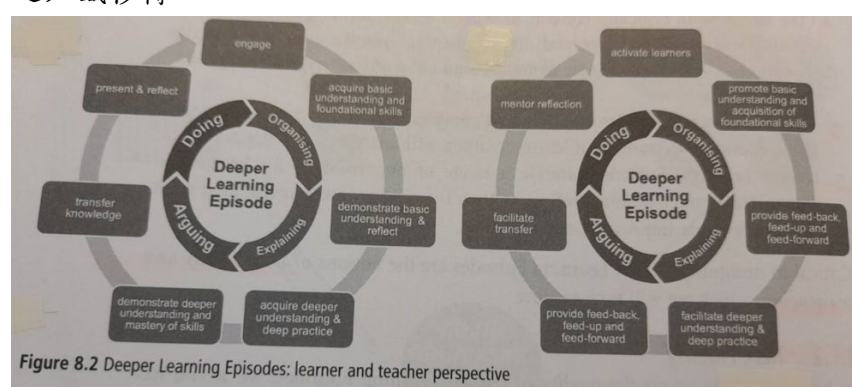 engage
acquire basic
understanding and
foundational skills
demonstrate basic
understanding &
reflect
acquire deeper
understanding &
deep practice
demonstrate deeper
understanding and
mastery of skills
transfer
knowledge
present & reflect
Doing
Organising
Explaining
Arguing
Deeper
Learning
Episode
activate learners
promote basic
understanding and
acquisition of
foundational skills
provide feed-back,
feed-up and
feed-forward
facilitate deeper
understanding &
deep practice
provide feed-back,
feed-up and
feed-forward
facilitate
transfer
mentor reflection
Doing
Organising
Explaining
Arguing
Deeper
Learning
Episode
Figure 8.2 Deeper Learning Episodes: learner and teacher perspective